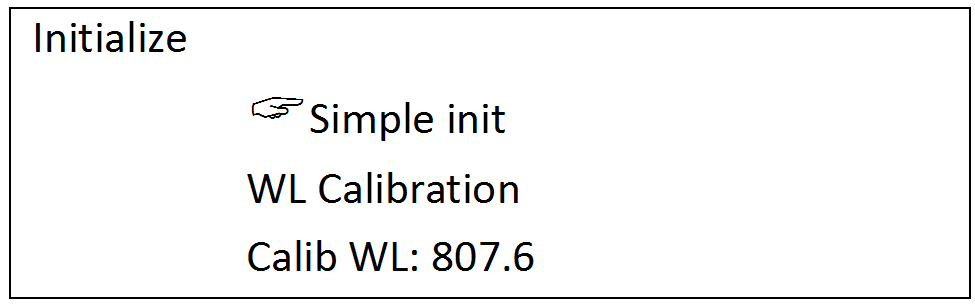 Initialize
Simple init
WL Calibration
Calib WL: 807.6